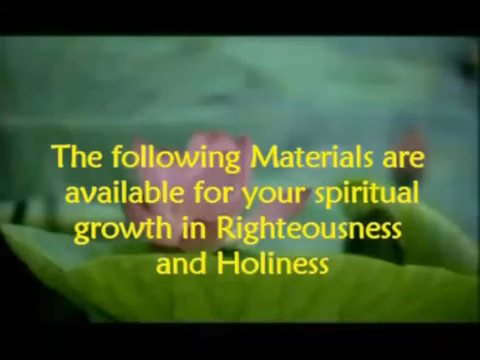 The following Materials are
available for your spiritual
growth in Righteousness
and Holiness